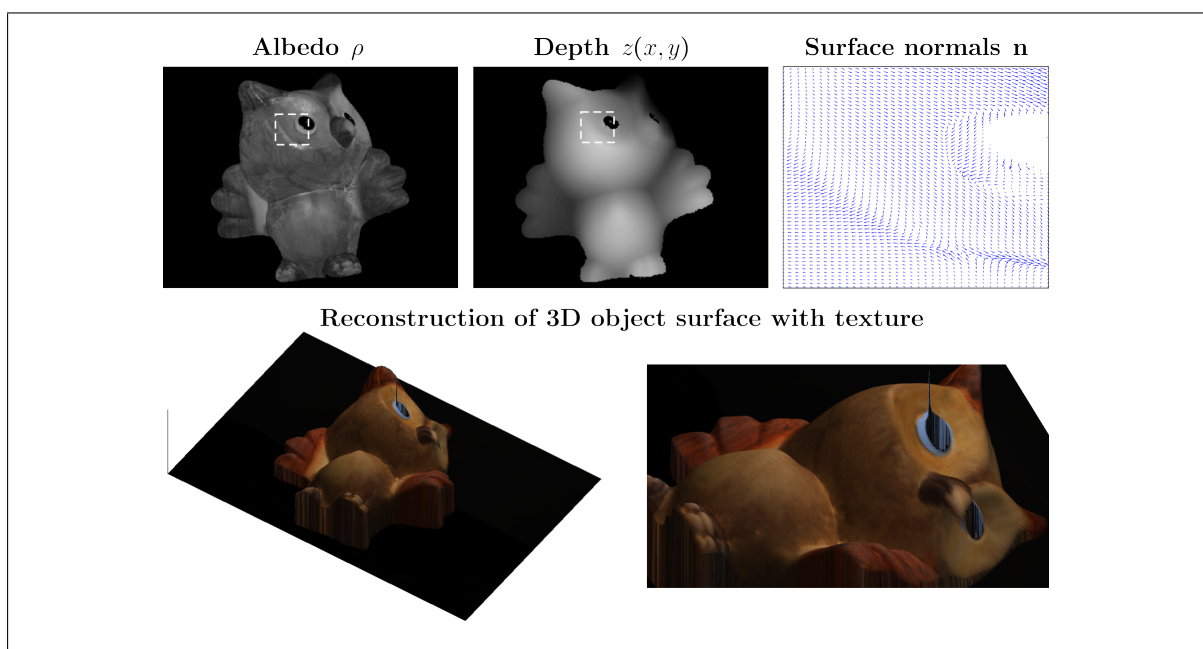 Albedo ρ
Depth z(x, y)
Surface normals n
Reconstruction of 3D object surface with texture